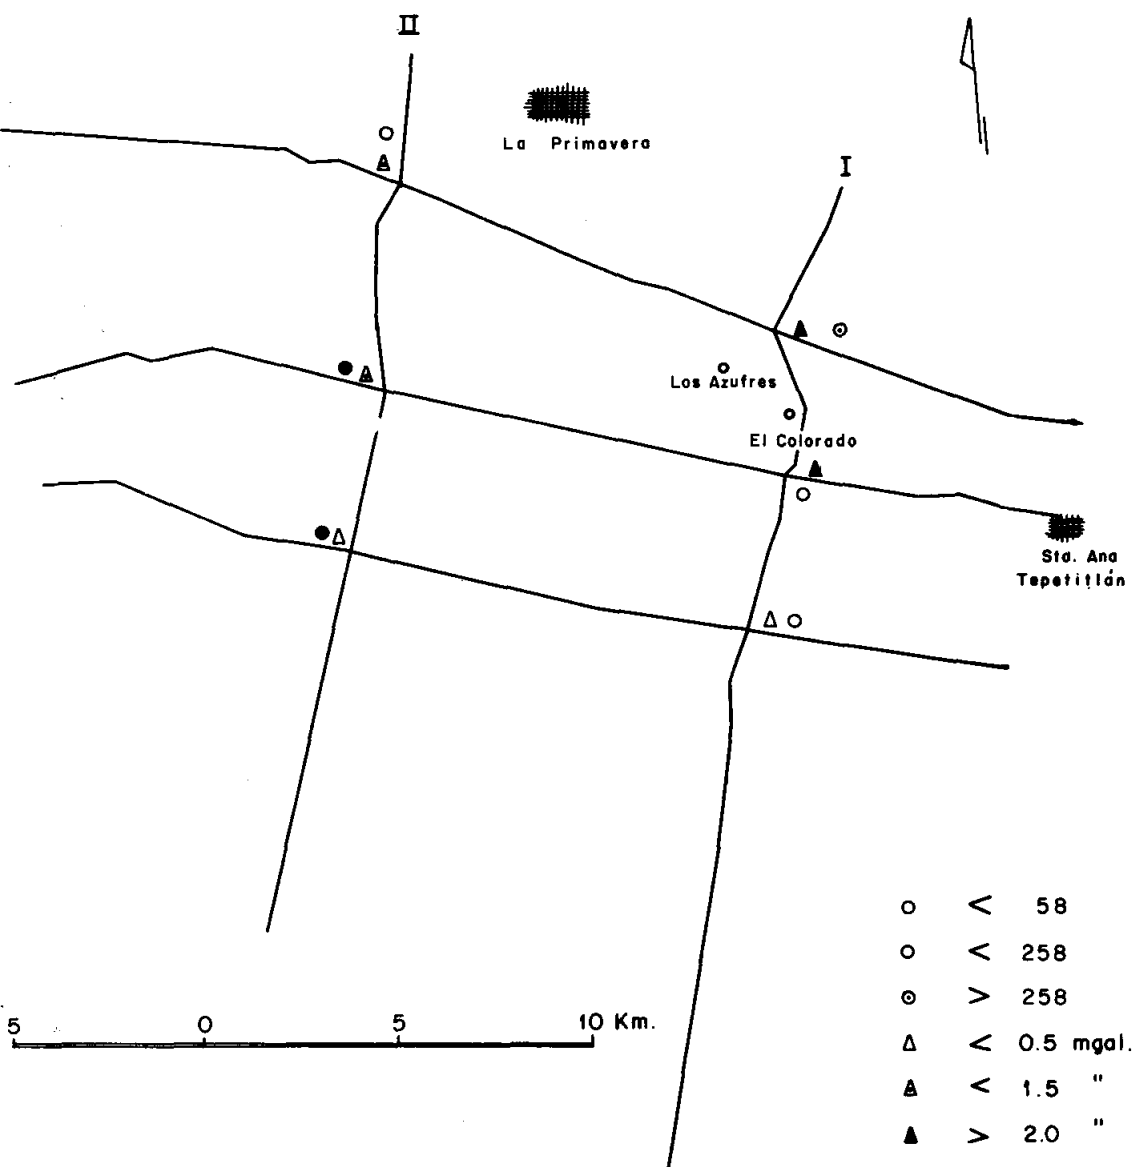 II
La Primavera
I
Los Azufres
El Colorado
Sta. Ana
Tepetitlán
< 58
< 258
> 258
< 0.5 mgal.
< 1.5 "
> 2.0 "
5 0 5 10 Km.